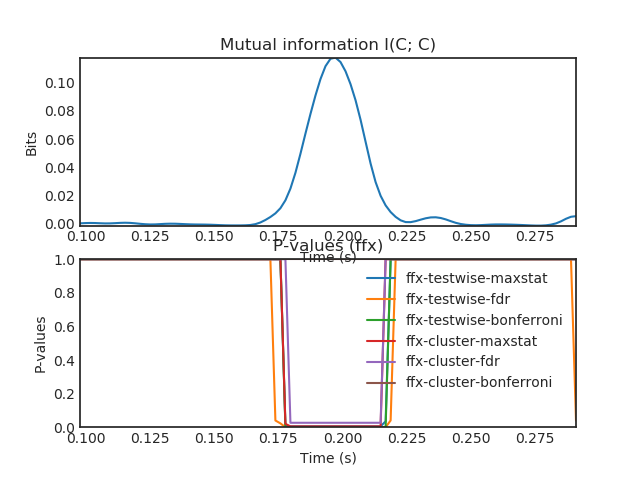 Mutual information I(C; C)
0.10
0.08
0.06
0.04
0.02
0.00
Bits
0.100 0.125 0.150 0.175 0.200 0.225 0.250 0.275
Time (s)
P-values (ffx)
1.0
0.8
0.6
0.4
0.2
0.0
P-values
ffx-testwise-maxstat
ffx-testwise-fdr
ffx-testwise-bonferroni
ffx-cluster-maxstat
ffx-cluster-fdr
ffx-cluster-bonferroni
0.100 0.125 0.150 0.175 0.200 0.225 0.250 0.275
Time (s)